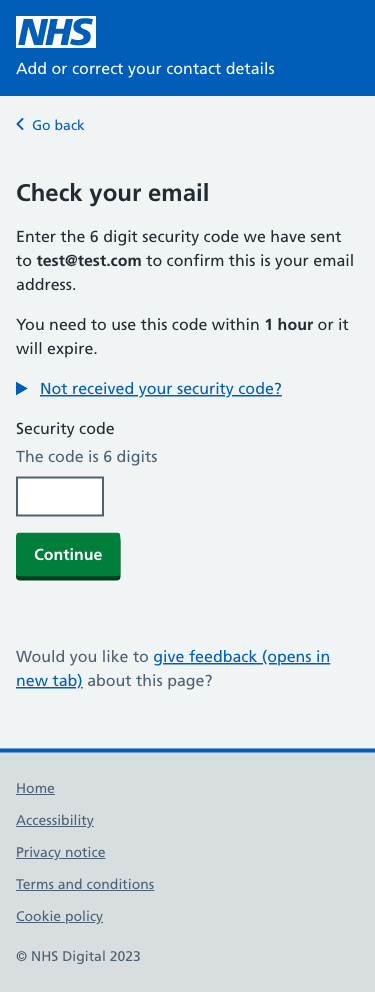 NHS
Add or correct your contact details
Go back
Check your email
Enter the 6 digit security code we have sent
to test@test.com to confirm this is your email
address.
You need to use this code within 1 hour or it
will expire.
Not received your security code?
Security code
The code is 6 digits
Continue
Would you like to give feedback (opens in
new tab) about this page?
Home
Accessibility
Privacy notice
Terms and conditions
Cookie policy
© NHS Digital 2023